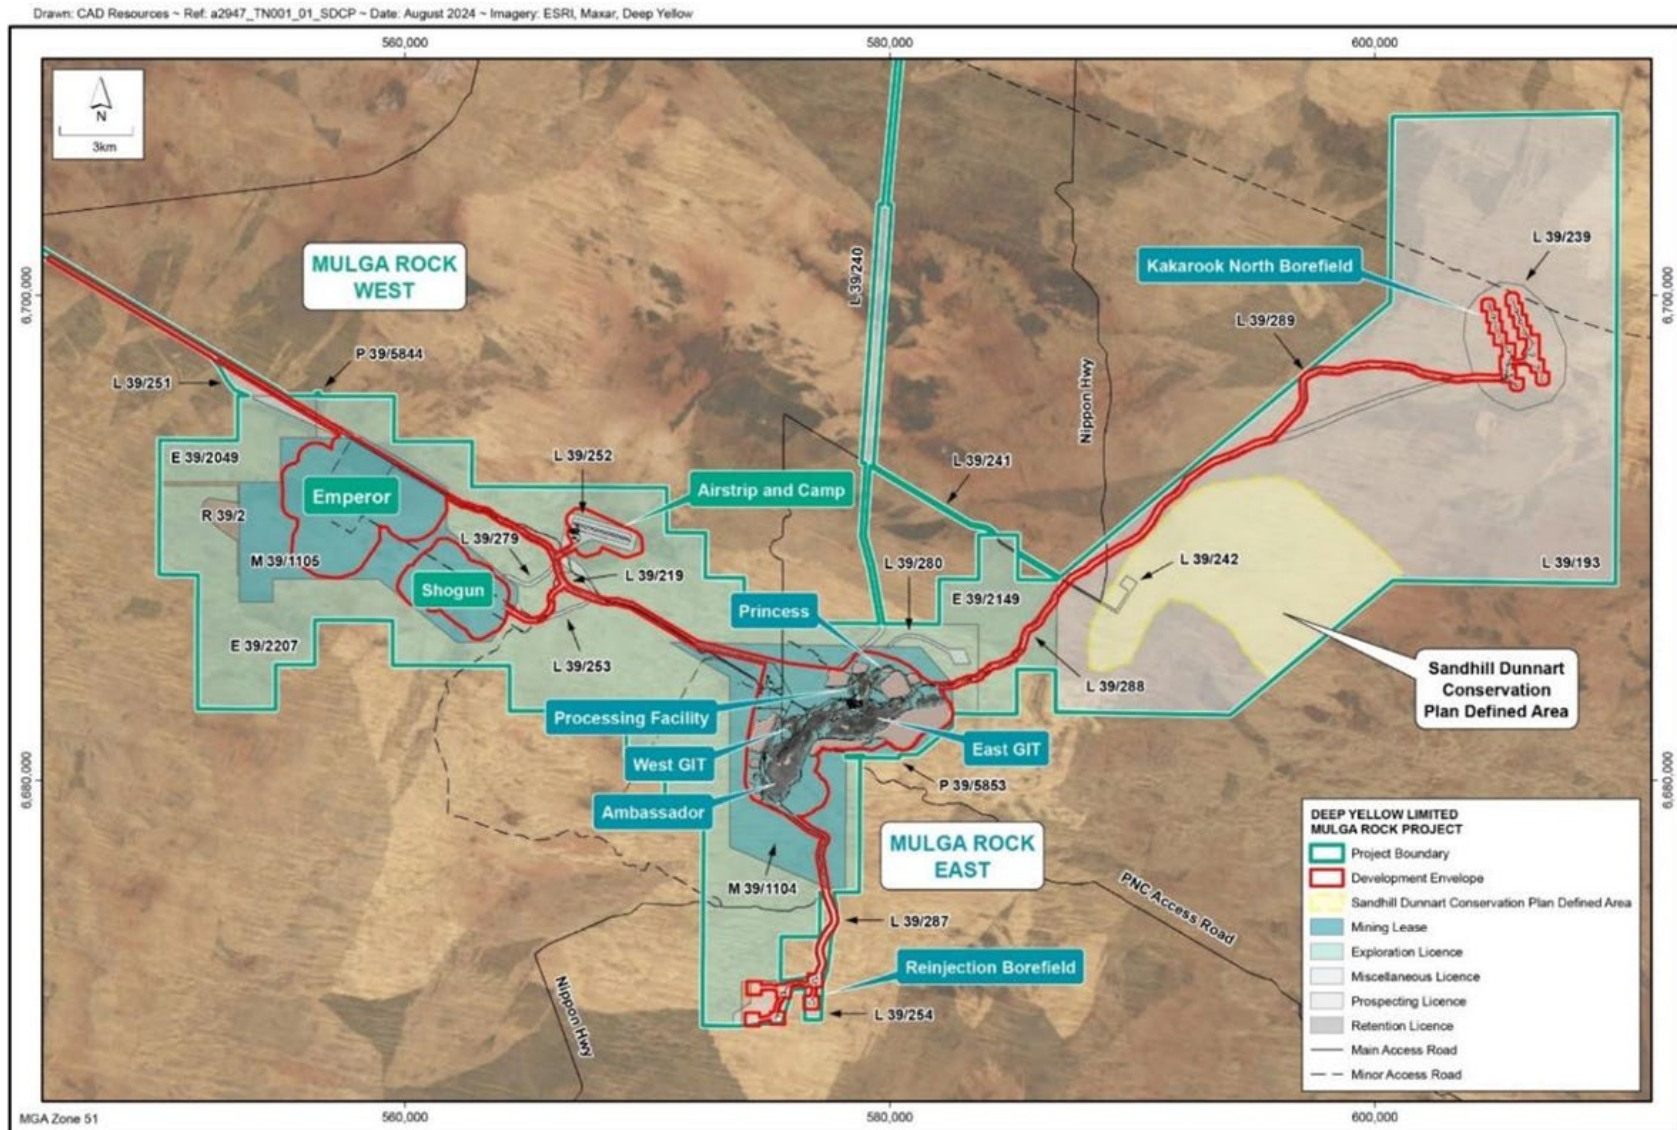 Drawn: CAD Resources ~ Ref: a2947_TN001_01_SDCP ~ Date: August 2024 ~ Imagery: ESRI, Maxar, Deep Yellow
560,000
580,000
600,000
N
3km
MULGA ROCK
WEST
L 39/240
L 39/239
Kakarook North Borefield
6,700,000
6,700,000
L 39/289
P 39/5844
L 39/251
Nippon Hwy
E 39/2049
L 39/252
L 39/241
Airstrip and Camp
Emperor
R 39/2
L 39/279
M 39/1105
L 39/219
L 39/280
L 39/242
L 39/193
Shogun
Princess
E 39/2149
E 39/2207
L 39/253
L 39/288
Sandhill Dunnart
Conservation
Plan Defined Area
Processing Facility
East GIT
West GIT
P 39/5853
6,680,000
6,680,000
Ambassador
MULGA ROCK
EAST
M 39/1104
PNC Access Road
L 39/287
Reinjection Borefield
Nippon Hwy
L 39/254
DEEP YELLOW LIMITED
MULGA ROCK PROJECT
Project Boundary
Development Envelope
Sandhill Dunnart Conservation Plan Defined Area
Mining Lease
Exploration Licence
Miscellaneous Licence
Prospecting Licence
Retention Licence
Main Access Road
Minor Access Road
MGA Zone 51
560,000
580,000
600,000